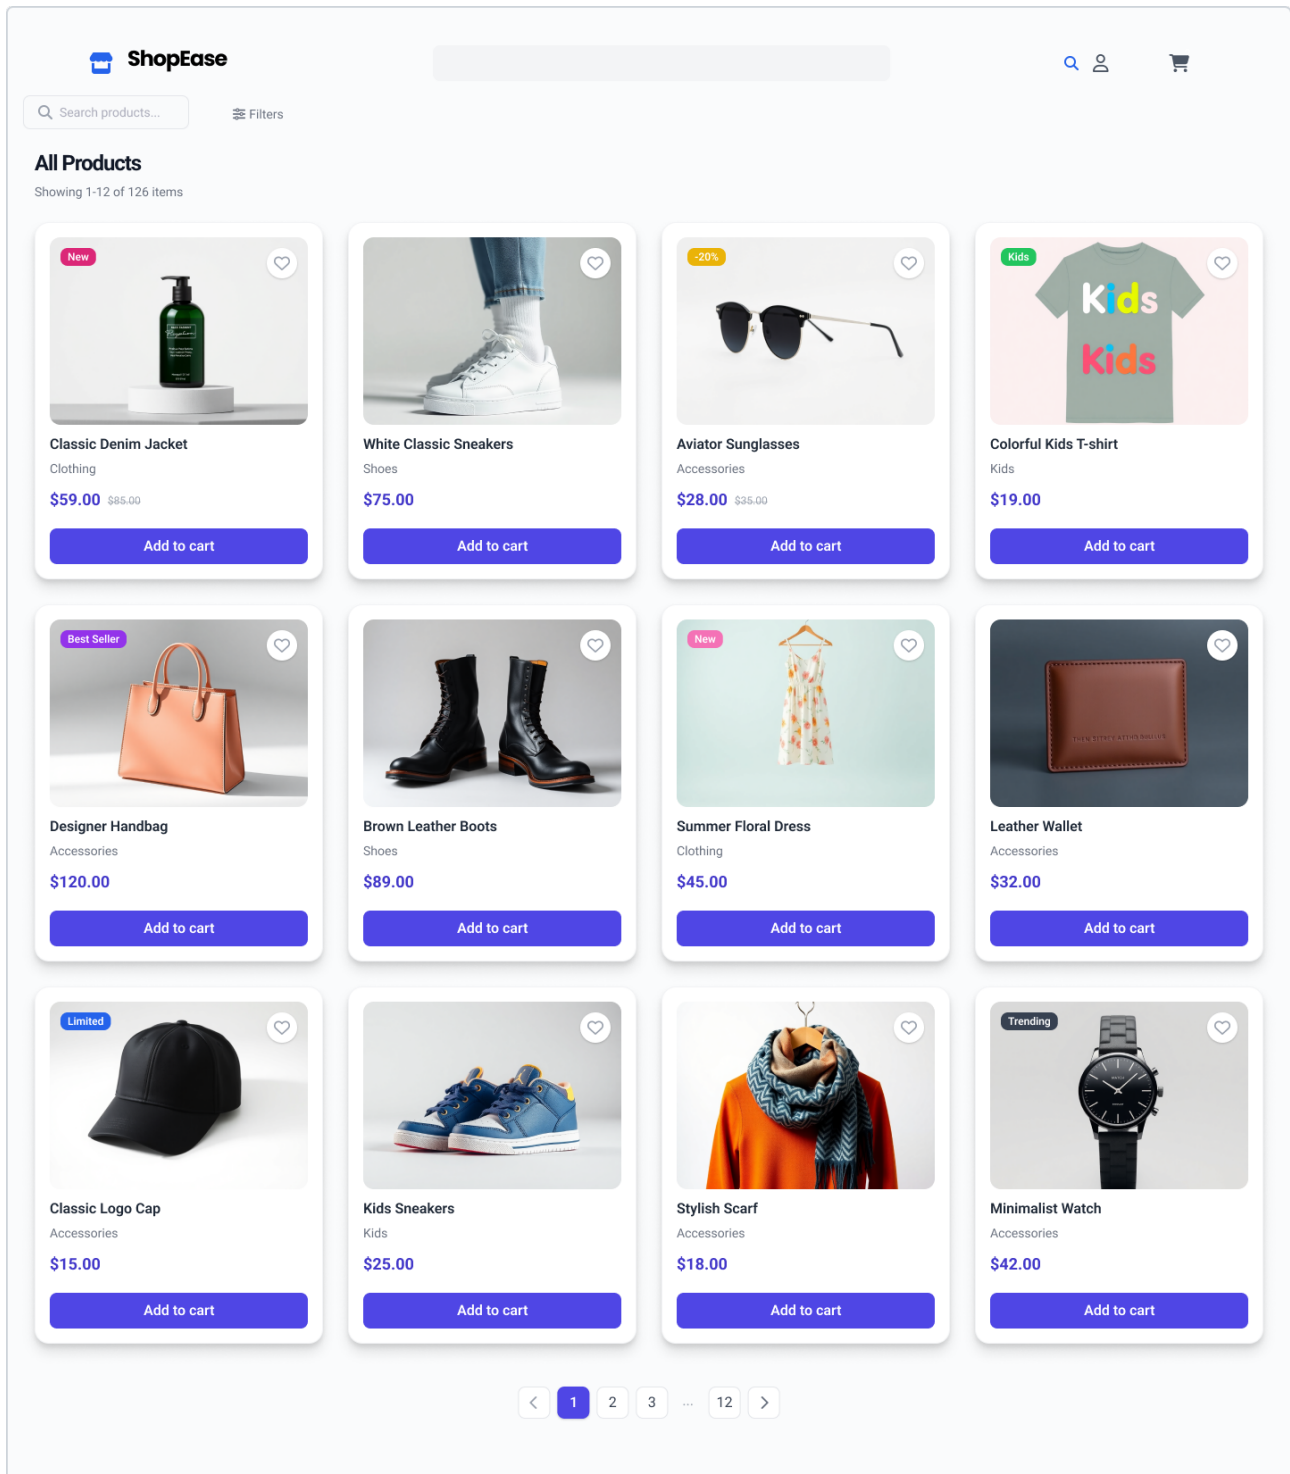 ShopEase
Search products...
Filters
All Products
Showing 1-12 of 126 items
New
-20%
Kids
Kids
Kids
Classic Denim Jacket
White Classic Sneakers
Aviator Sunglasses
Colorful Kids T-shirt
Clothing
Shoes
Accessories
Kids
$59.00 $85.00
$75.00
$28.00 $35.00
$19.00
Add to cart
Add to cart
Add to cart
Add to cart
Best Seller
New
Designer Handbag
Brown Leather Boots
Summer Floral Dress
Leather Wallet
Accessories
Shoes
Clothing
Accessories
$120.00
$89.00
$45.00
$32.00
Add to cart
Add to cart
Add to cart
Add to cart
Limited
Trending
Classic Logo Cap
Kids Sneakers
Stylish Scarf
Minimalist Watch
Accessories
Kids
Accessories
Accessories
$15.00
$25.00
$18.00
$42.00
Add to cart
Add to cart
Add to cart
Add to cart
1 2 3 ... 12